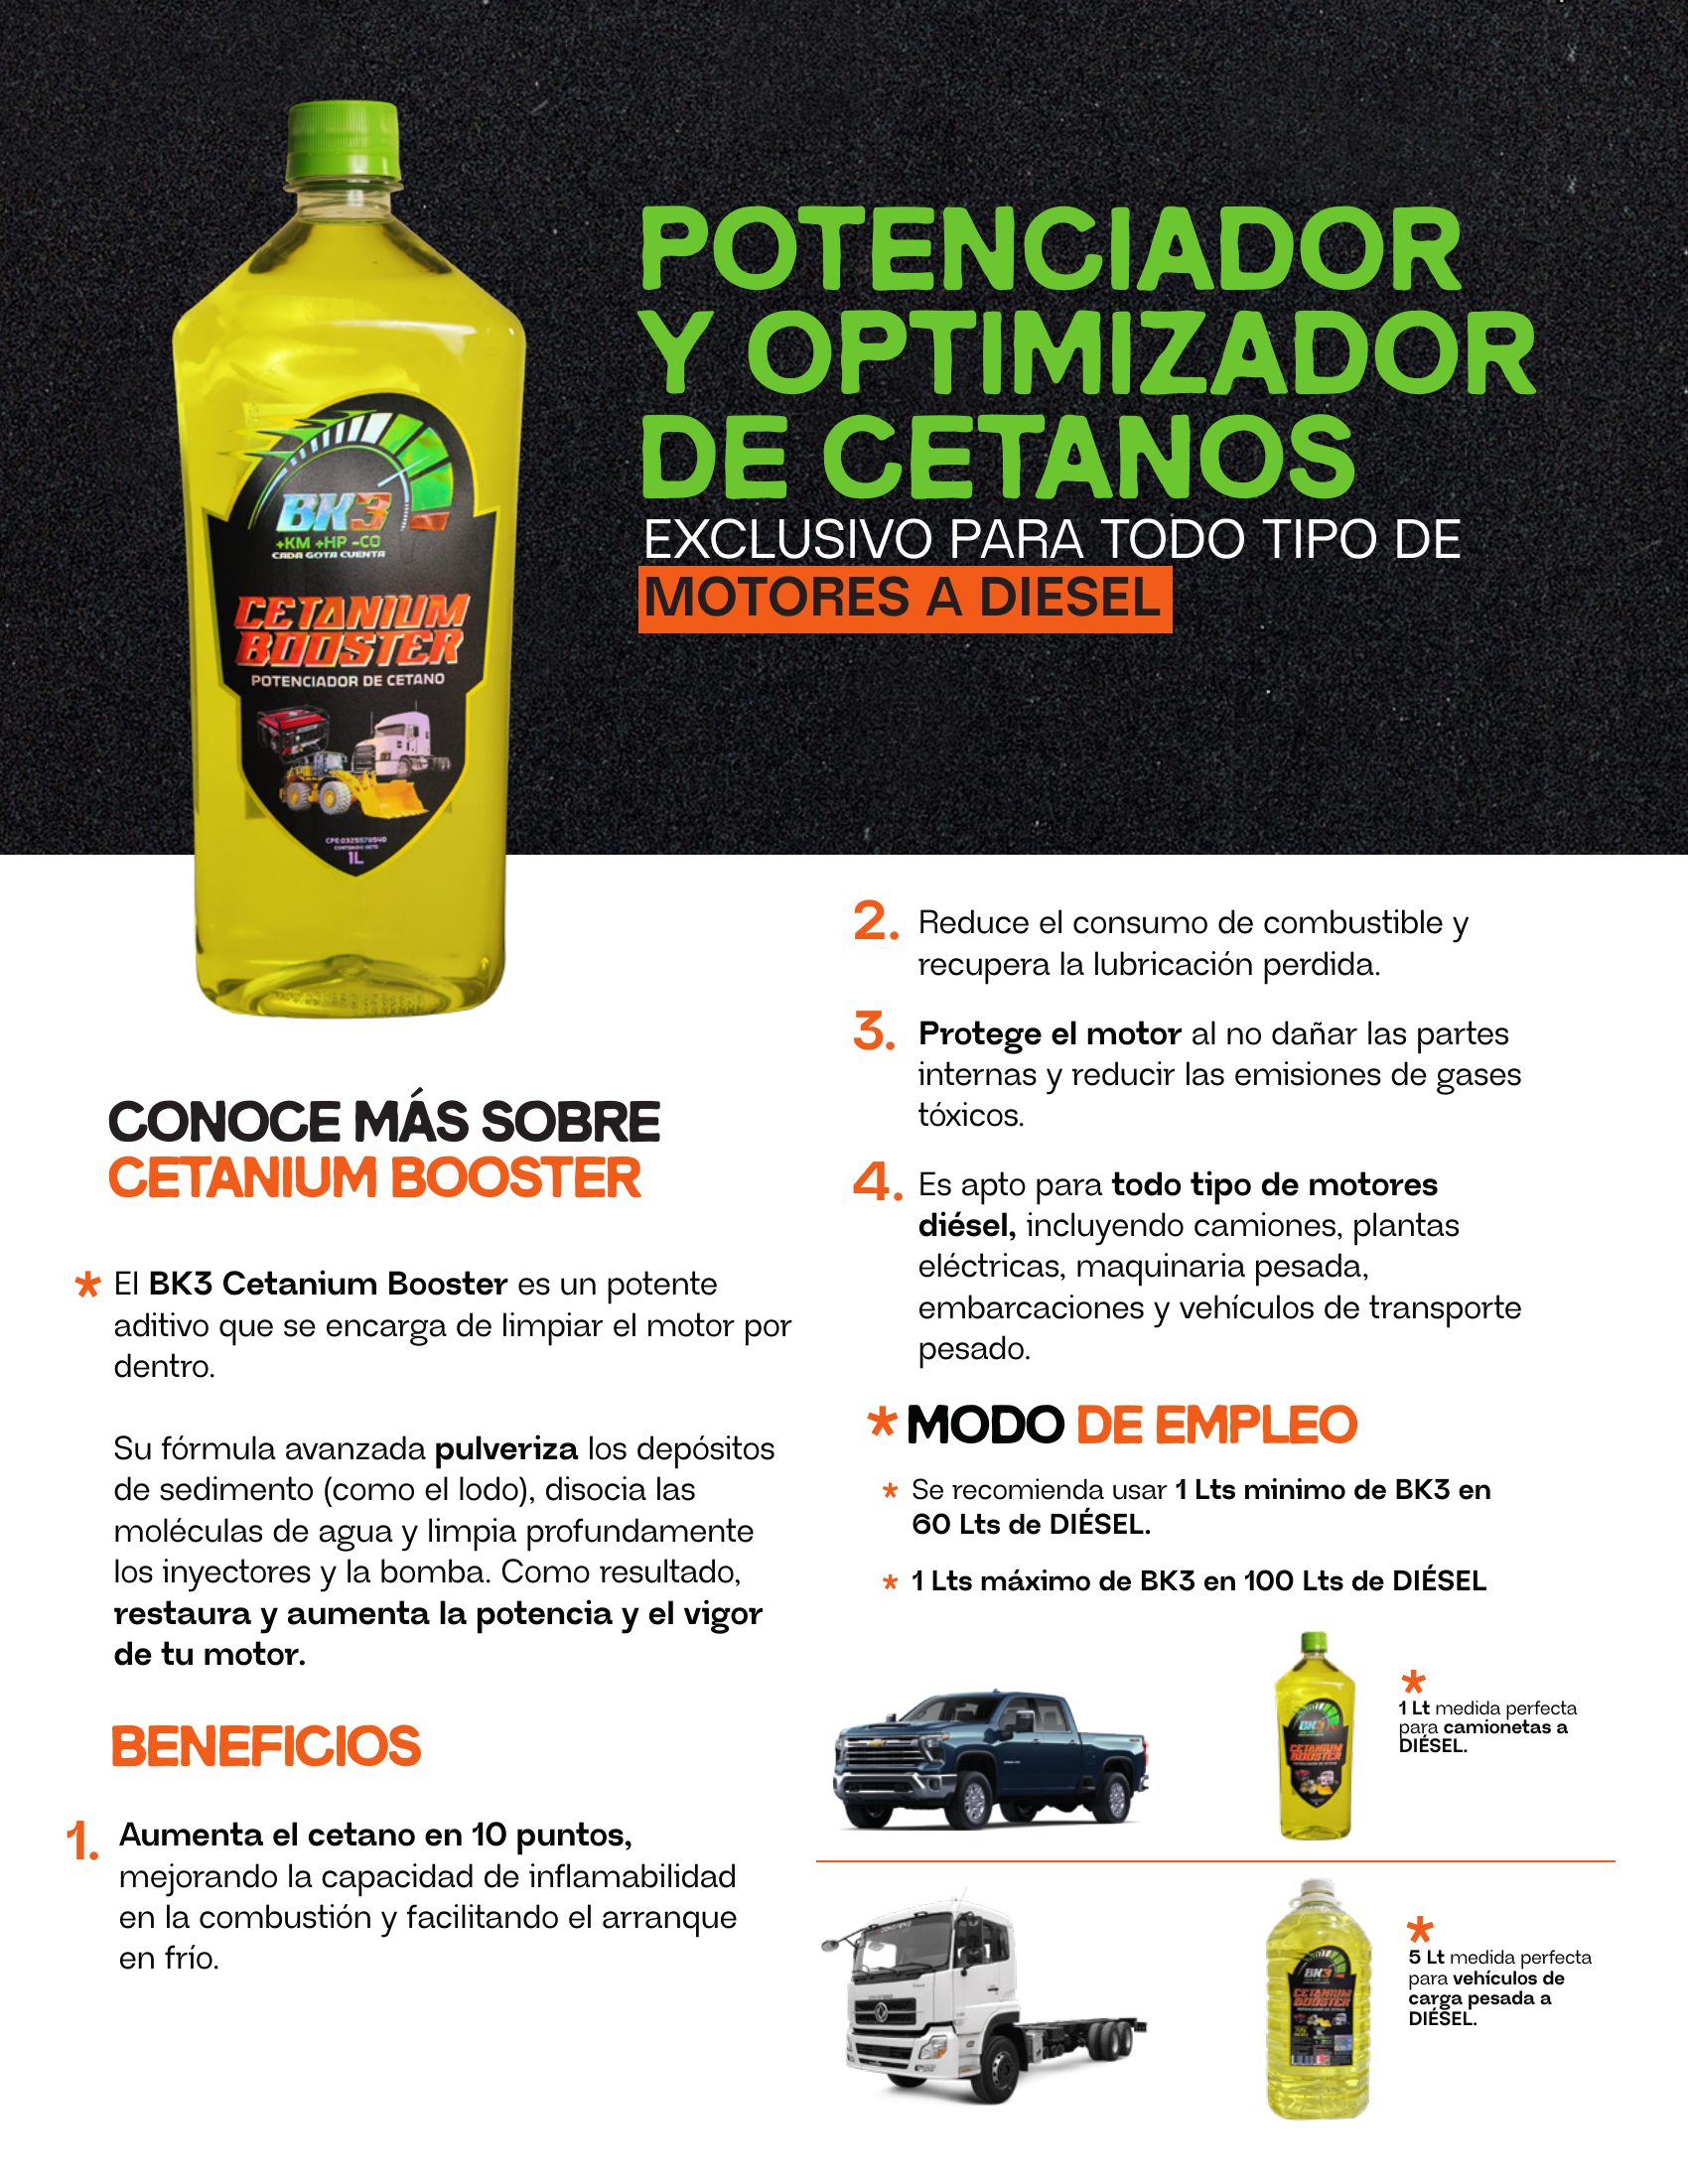 POTENCIADOR
Y OPTIMIZADOR
DE CETANOS
EXCLUSIVO PARA TODO TIPO DE
MOTORES A DIESEL
BK3
+KM +HP -CO
CADA GOTA CUENTA
CETANIUM
BOOSTER
POTENCIADOR DE CETANO
CONTENIDO NETO
1L
CONOCE MÁS SOBRE
CETANIUM BOOSTER
* El BK3 Cetanium Booster es un potente
aditivo que se encarga de limpiar el motor por
dentro.
Su fórmula avanzada pulveriza los depósitos
de sedimento (como el lodo), disocia las
moléculas de agua y limpia profundamente
los inyectores y la bomba. Como resultado,
restaura y aumenta la potencia y el vigor
de tu motor.
BENEFICIOS
1. Aumenta el cetano en 10 puntos,
mejorando la capacidad de inflamabilidad
en la combustión y facilitando el arranque
en frío.
2. Reduce el consumo de combustible y
recupera la lubricación perdida.
3. Protege el motor al no dañar las partes
internas y reducir las emisiones de gases
tóxicos.
4. Es apto para todo tipo de motores
diésel, incluyendo camiones, plantas
eléctricas, maquinaria pesada,
embarcaciones y vehículos de transporte
pesado.
* MODO DE EMPLEO
* Se recomienda usar 1 Lts minimo de BK3 en
60 Lts de DIÉSEL.
* 1 Lts máximo de BK3 en 100 Lts de DIÉSEL
BK3
CETANIUM
BOOSTER
*
1 Lt medida perfecta
para camionetas a
DIÉSEL.
BK3
CETANIUM
BOOSTER
*
5 Lt medida perfecta
para vehículos de
carga pesada a
DIÉSEL.